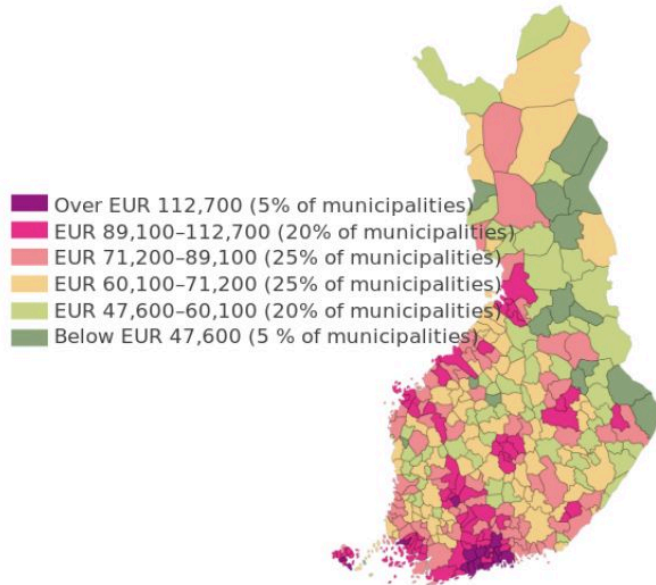 Over EUR 112,700 (5% of municipalities)
EUR 89,100–112,700 (20% of municipalities)
EUR 71,200–89,100 (25% of municipalities)
EUR 60,100–71,200 (25% of municipalities)
EUR 47,600–60,100 (20% of municipalities)
Below EUR 47,600 (5 % of municipalities)